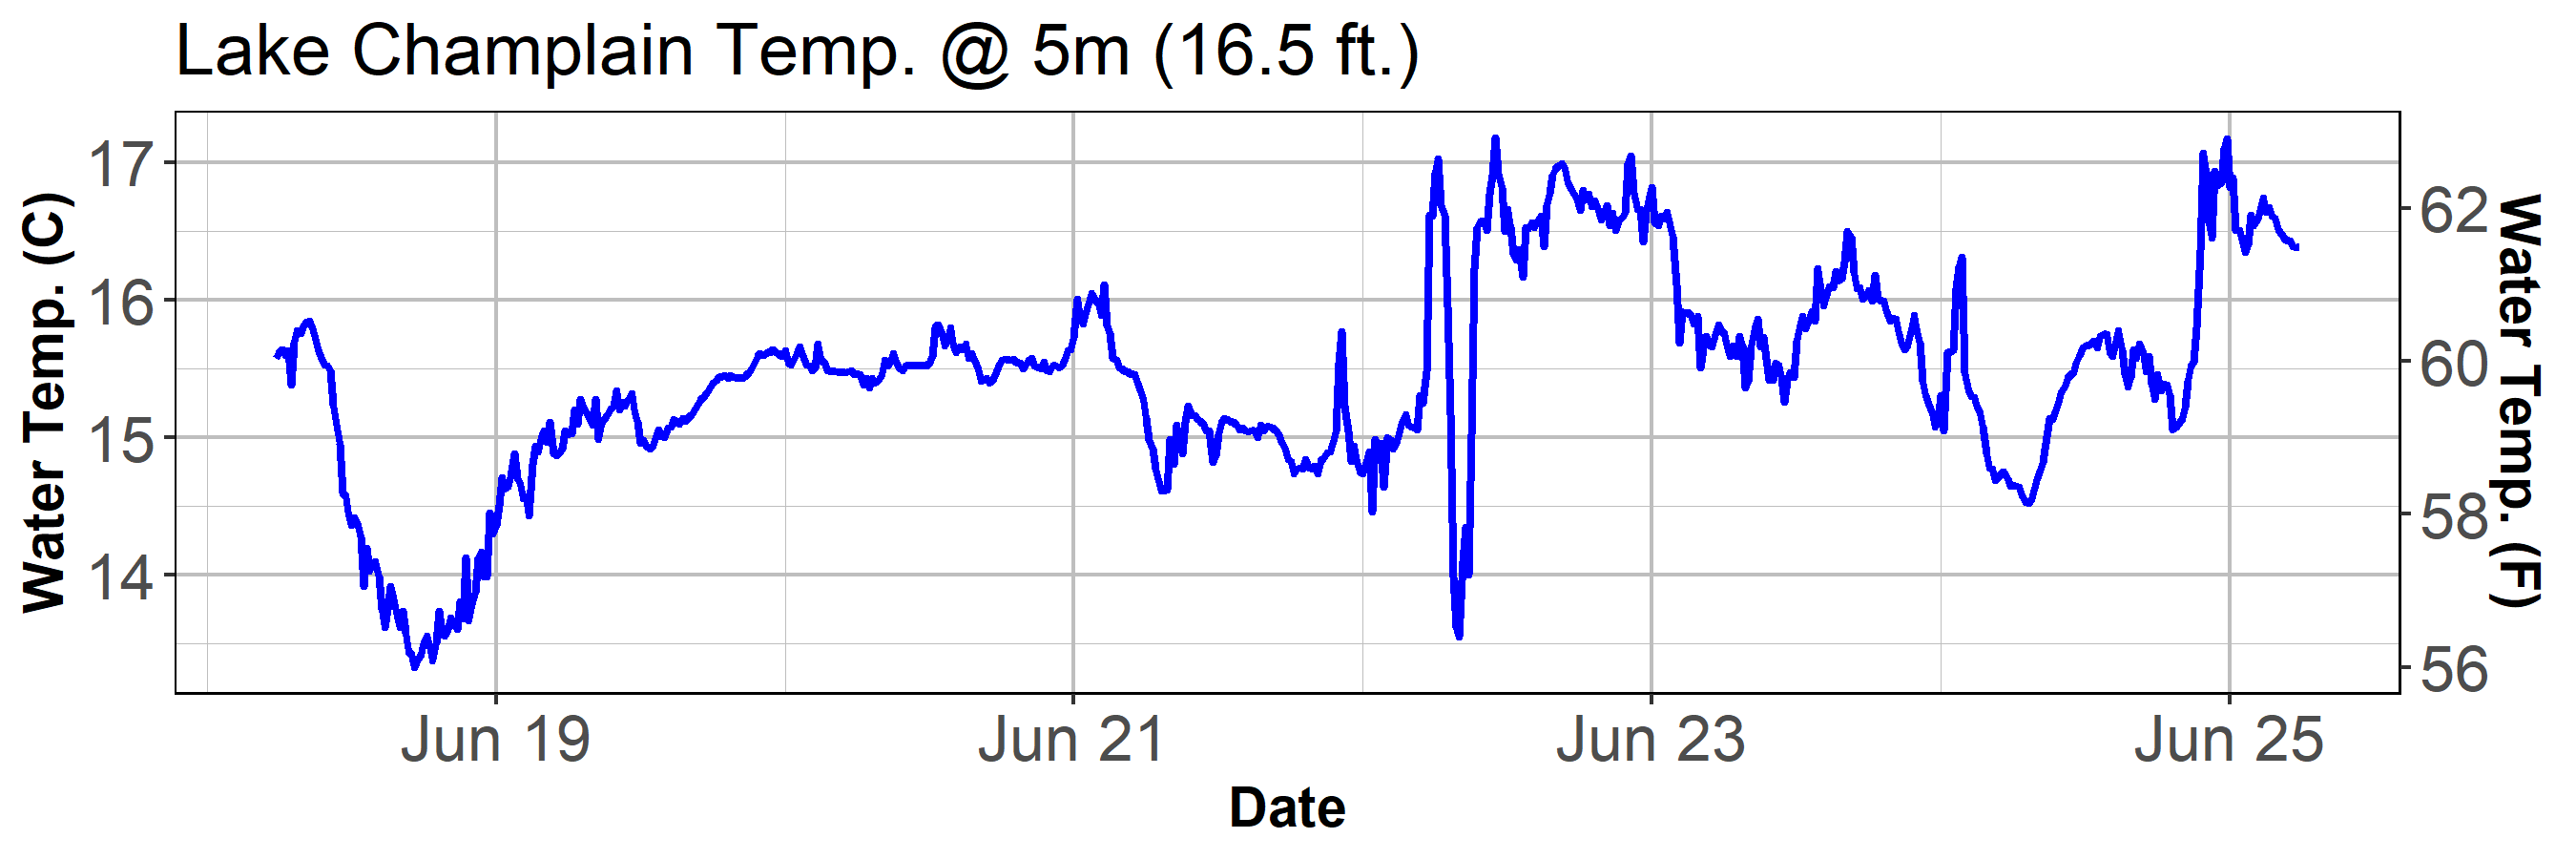 Lake Champlain Temp. @ 5m (16.5 ft.)
Water Temp. (C)
17
16
15
14
62
60
58
56
Water Temp. (F)
Jun 19 Jun 21 Jun 23 Jun 25
Date